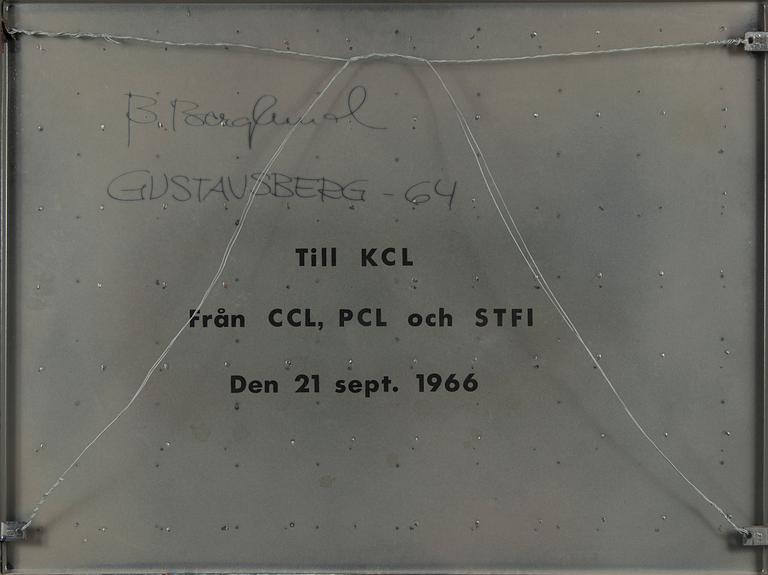 B. Berglund
GUSTAVSBERG - 64
Till KCL
Från CCL, PCL och STFI
Den 21 sept. 1966